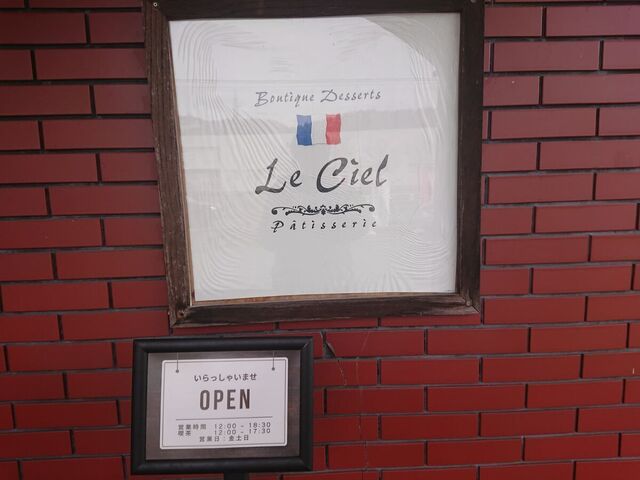 Boutique Desserts
Le Ciel
Pâtisserie
いらっしゃいませ
OPEN
営業時間 12:00 - 18:30
喫茶 12:00 - 17:30
営業日：金土日